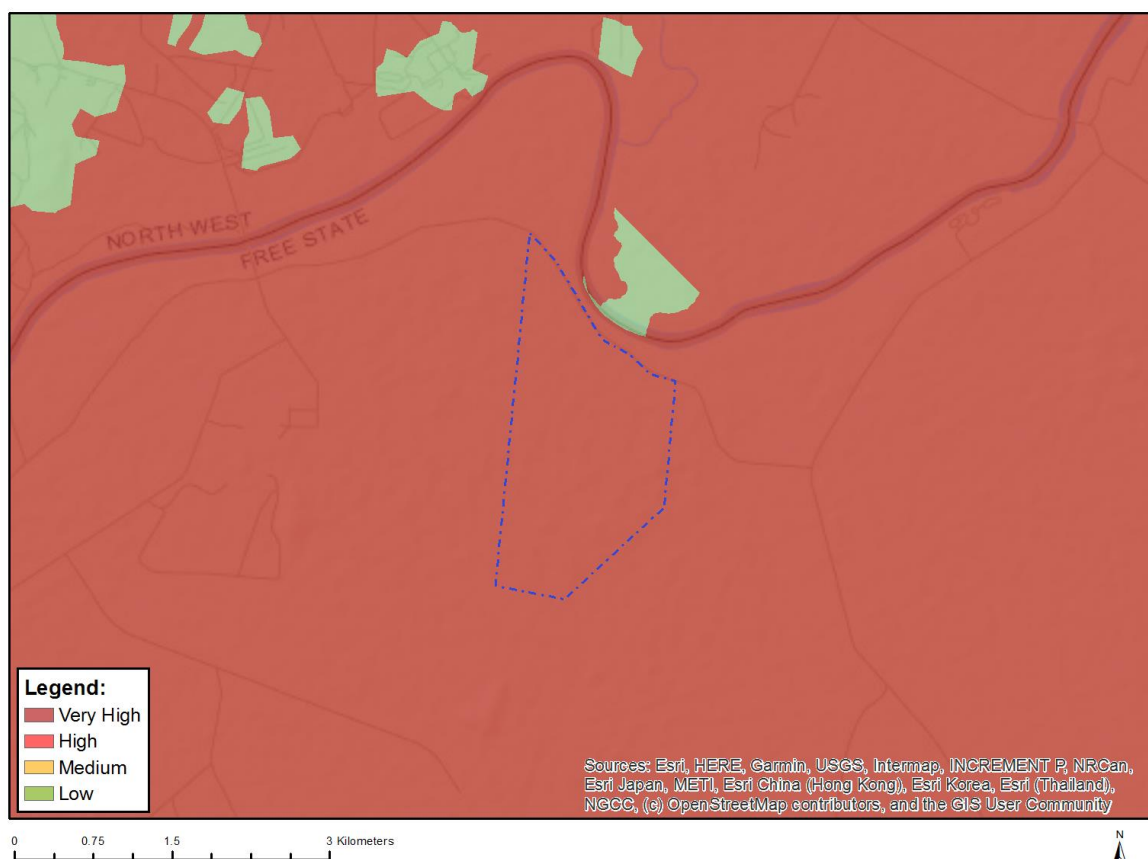 NORTH WEST
FREE STATE
Legend:
Very High
High
Medium
Low
Sources: Esri, HERE, Garmin, USGS, Intermap, INCREMENT P, NRCan,
Esri Japan, METI, Esri China (Hong Kong), Esri Korea, Esri (Thailand),
NGCC, (c) OpenStreetMap contributors, and the GIS User Community
0 0.75 1.5 3 Kilometers
N